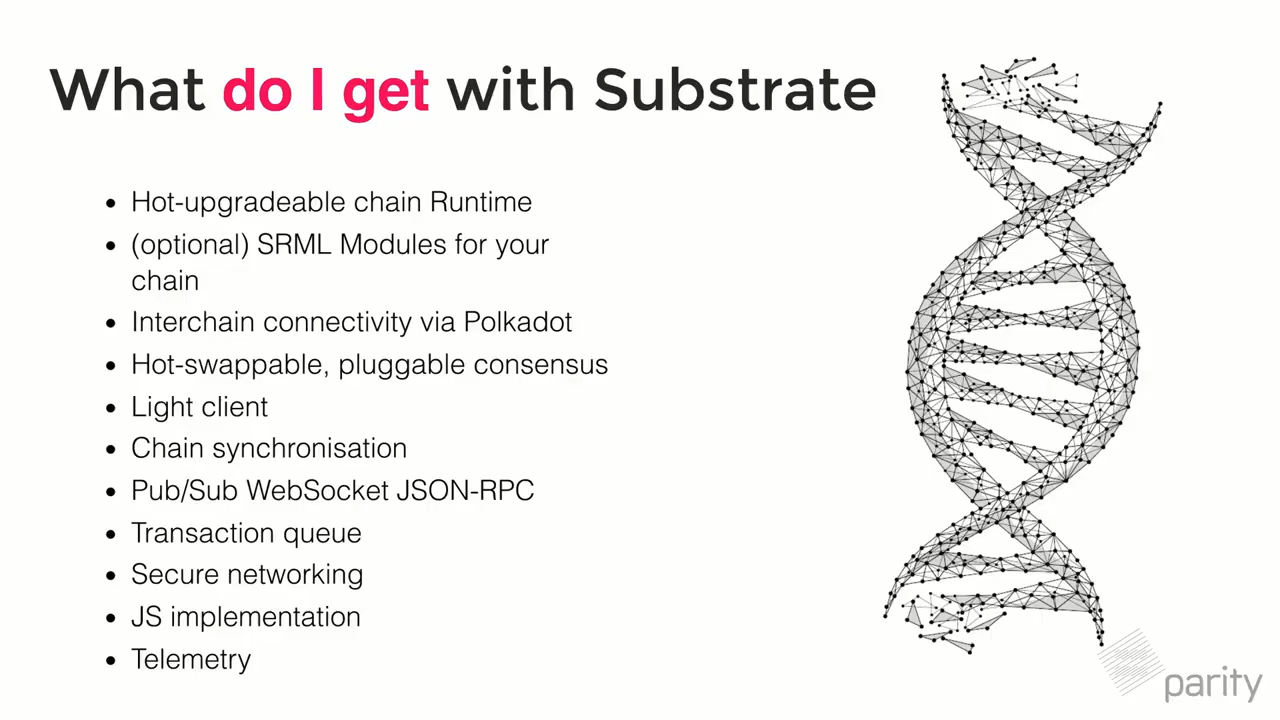 What do I get with Substrate
• Hot-upgradeable chain Runtime
• (optional) SRML Modules for your
chain
• Interchain connectivity via Polkadot
• Hot-swappable, pluggable consensus
• Light client
• Chain synchronisation
• Pub/Sub WebSocket JSON-RPC
• Transaction queue
• Secure networking
• JS implementation
• Telemetry
parity